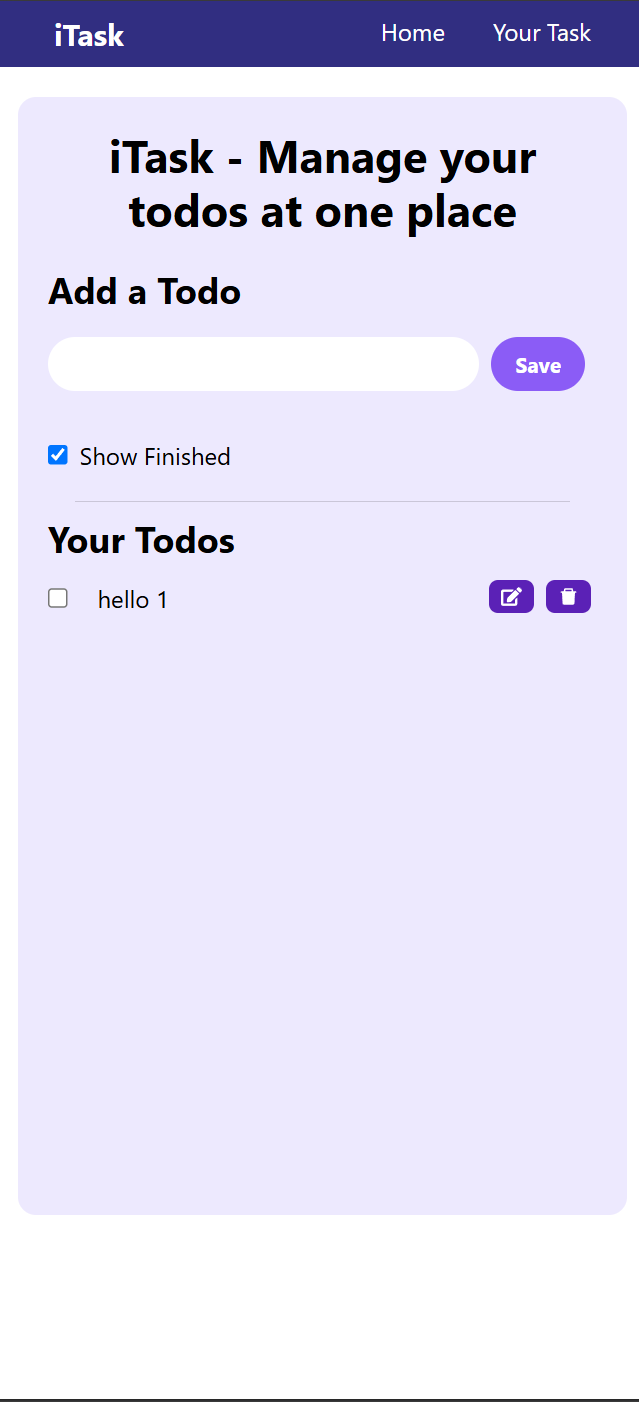 iTask Home Your Task
iTask - Manage your
todos at one place
Add a Todo
Save
Show Finished
Your Todos
hello 1